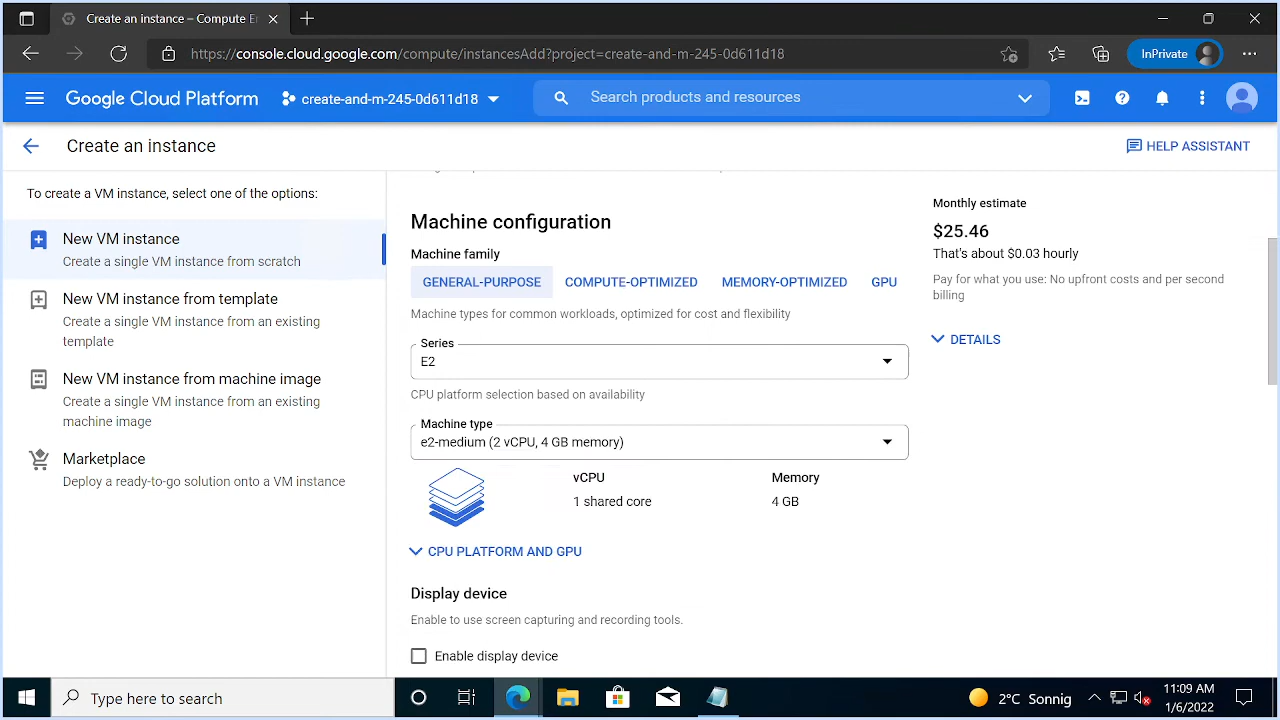 Create an instance – Compute E
https://console.cloud.google.com/compute/instancesAdd?project=create-and-m-245-0d611d18
InPrivate
Google Cloud Platform
create-and-m-245-0d611d18
Search products and resources
Create an instance
HELP ASSISTANT
To create a VM instance, select one of the options:
New VM instance
Create a single VM instance from scratch
New VM instance from template
Create a single VM instance from an existing
template
New VM instance from machine image
Create a single VM instance from an existing
machine image
Marketplace
Deploy a ready-to-go solution onto a VM instance
Machine configuration
Machine family
GENERAL-PURPOSE
COMPUTE-OPTIMIZED
MEMORY-OPTIMIZED
GPU
Machine types for common workloads, optimized for cost and flexibility
Series
E2
CPU platform selection based on availability
Machine type
e2-medium (2 vCPU, 4 GB memory)
vCPU
Memory
1 shared core
4 GB
CPU PLATFORM AND GPU
Display device
Enable to use screen capturing and recording tools.
Enable display device
Monthly estimate
$25.46
That's about $0.03 hourly
Pay for what you use: No upfront costs and per second
billing
DETAILS
Type here to search
2°C Sonnig
11:09 AM
1/6/2022